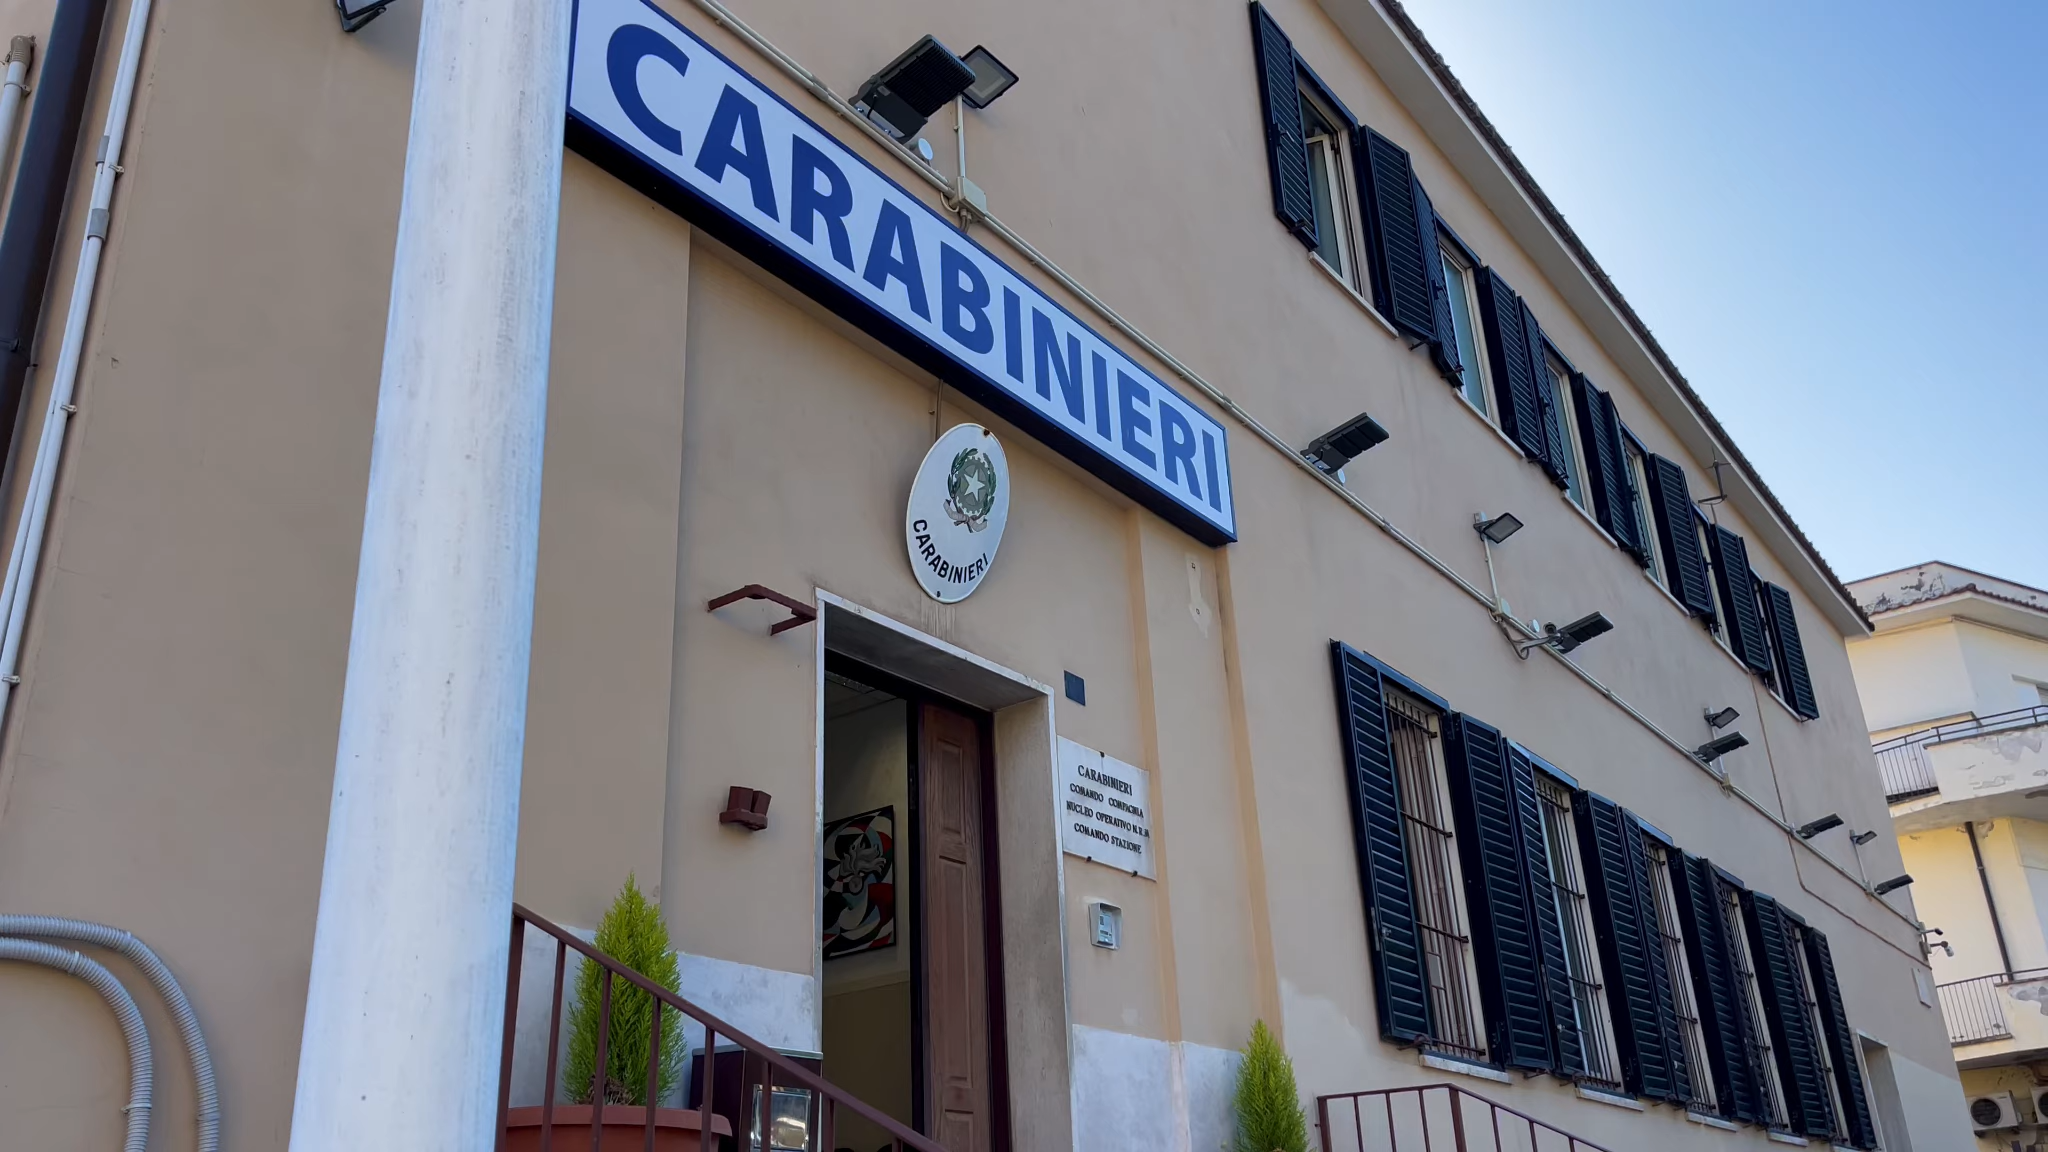 CARABINIERI
CARABINIERI
CARABINIERI
COMANDO COMPAGNIA
NUCLEO OPERATIVO N.R.M
COMANDO STAZIONE